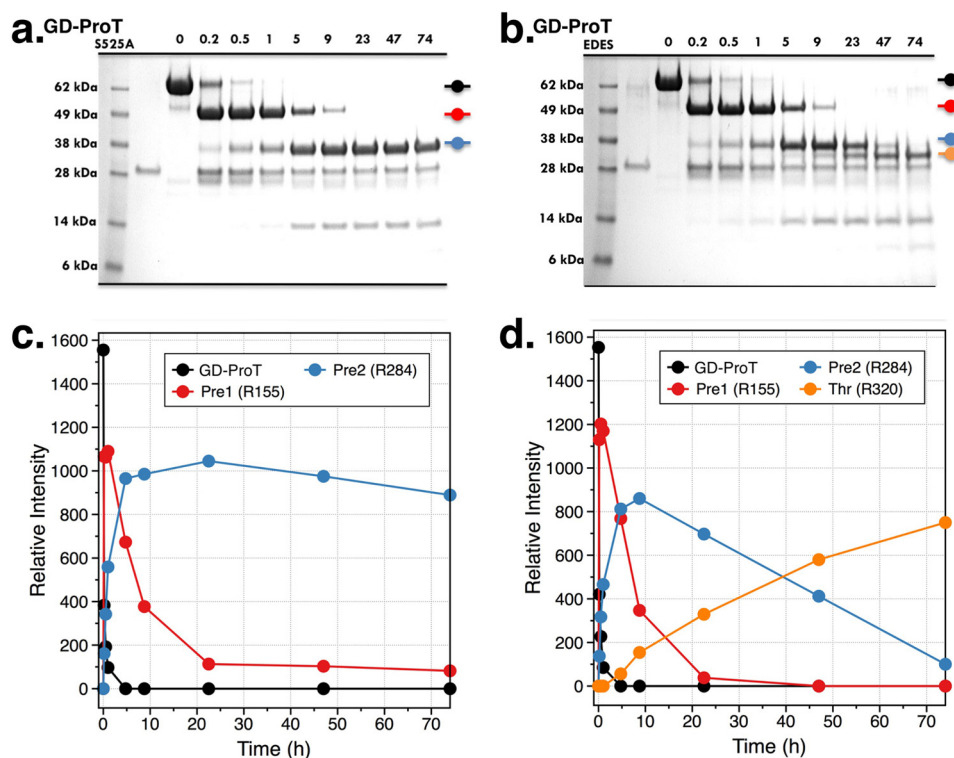 a. GD-ProT
S525A 0 0.2 0.5 1 5 9 23 47 74
62 kDa
49 kDa
38 kDa
28 kDa
14 kDa
6 kDa
b. GD-ProT
EDES 0 0.2 0.5 1 5 9 23 47 74
62 kDa
49 kDa
38 kDa
28 kDa
14 kDa
6 kDa
c.
1600
1400
1200
1000
800
600
400
200
0
Relative Intensity
GD-ProT Pre2 (R284)
Pre1 (R155)
0 10 20 30 40 50 60 70
Time (h)
d.
1600
1400
1200
1000
800
600
400
200
0
Relative Intensity
GD-ProT Pre2 (R284)
Pre1 (R155) Thr (R320)
0 10 20 30 40 50 60 70
Time (h)